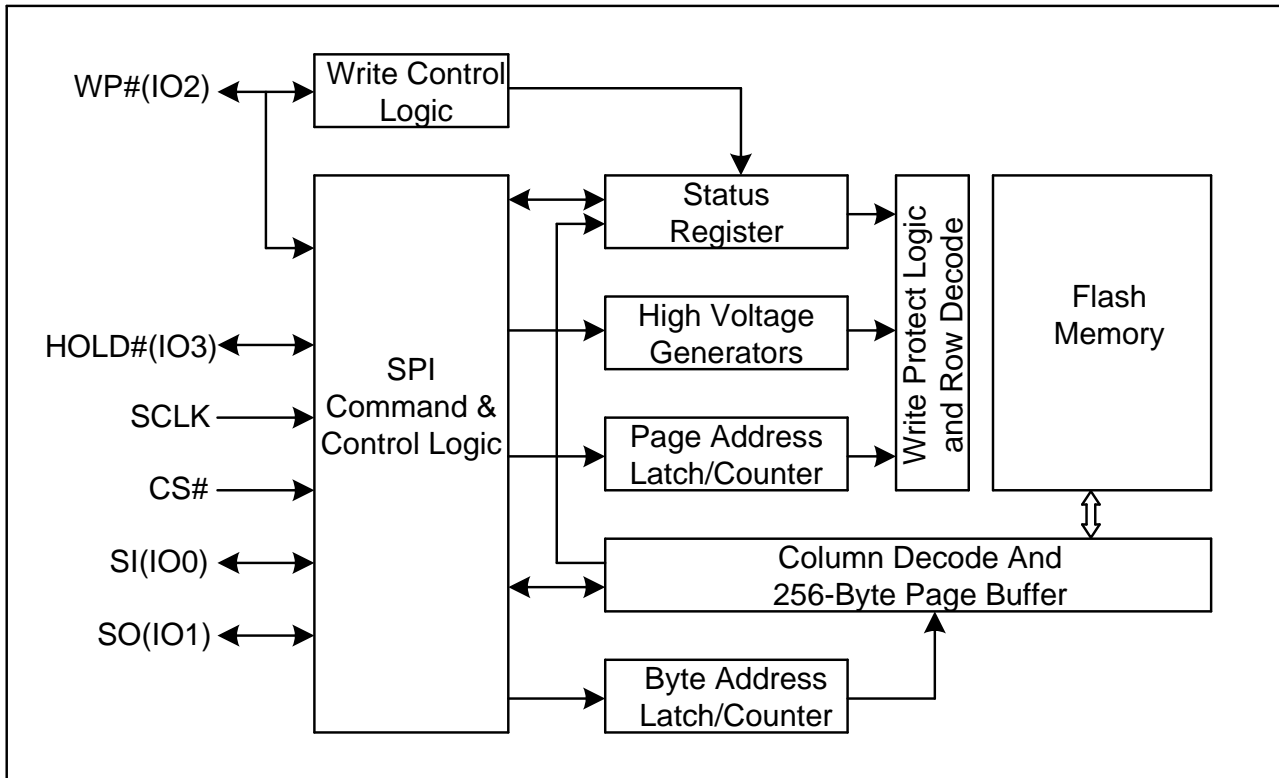 WP#(IO2)
Write Control
Logic
Status
Register
Write Protect Logic
and Row Decode
Flash
Memory
High Voltage
Generators
HOLD#(IO3)
SPI
Command &
Control Logic
SCLK
Page Address
Latch/Counter
CS#
SI(IO0)
Column Decode And
256-Byte Page Buffer
SO(IO1)
Byte Address
Latch/Counter